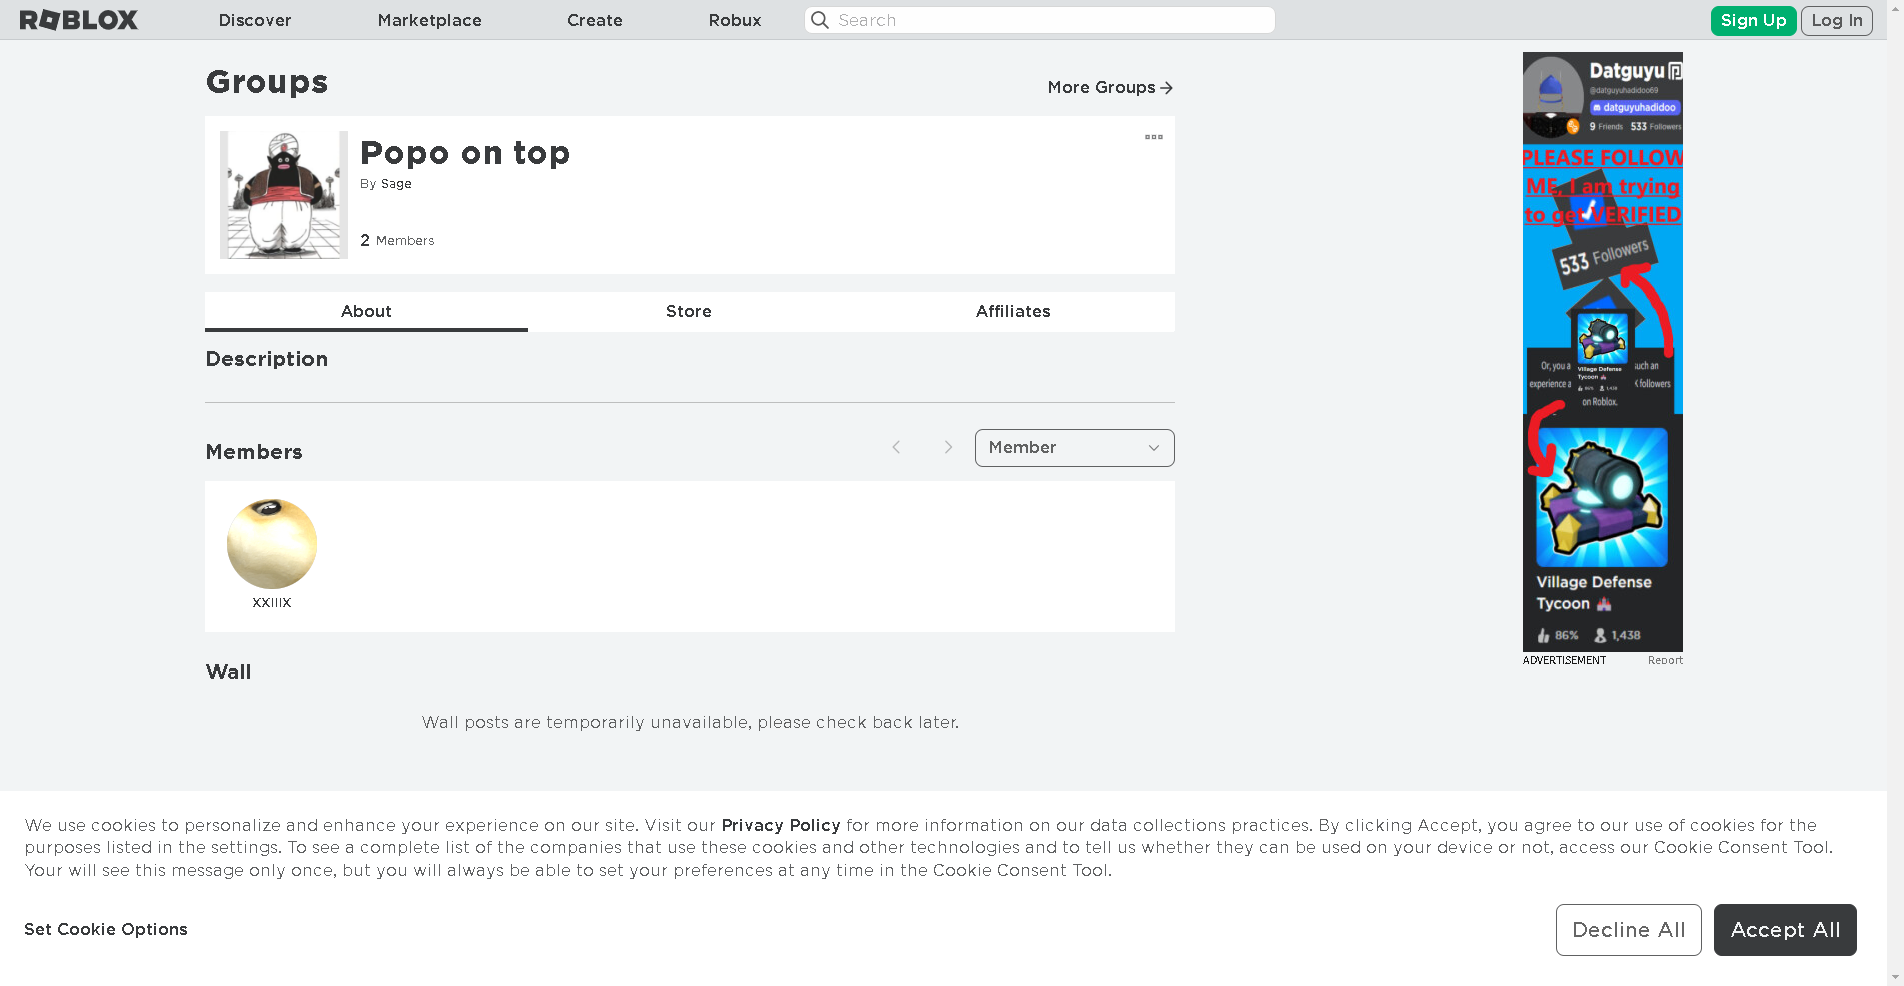 ROBLOX
Discover
Marketplace
Create
Robux
Search
Sign Up
Log In
Groups
More Groups
Popo on top
By Sage
2 Members
About
Store
Affiliates
Description
Members
Member
XXIIIX
Wall
Wall posts are temporarily unavailable, please check back later.
Datguyu
@datguyuhadidoo69
datguyuhadidoo
9 Friends 533 Followers
PLEASE FOLLOW
ME, I am trying
to get VERIFIED
533 Followers
Or, you a
uch an
experience a
K followers
on Roblox.
Village Defense
Tycoon
86% 1,438
Village Defense
Tycoon
86% 1,438
ADVERTISEMENT
Report
We use cookies to personalize and enhance your experience on our site. Visit our Privacy Policy for more information on our data collections practices. By clicking Accept, you agree to our use of cookies for the
purposes listed in the settings. To see a complete list of the companies that use these cookies and other technologies and to tell us whether they can be used on your device or not, access our Cookie Consent Tool.
Your will see this message only once, but you will always be able to set your preferences at any time in the Cookie Consent Tool.
Set Cookie Options
Decline All
Accept All